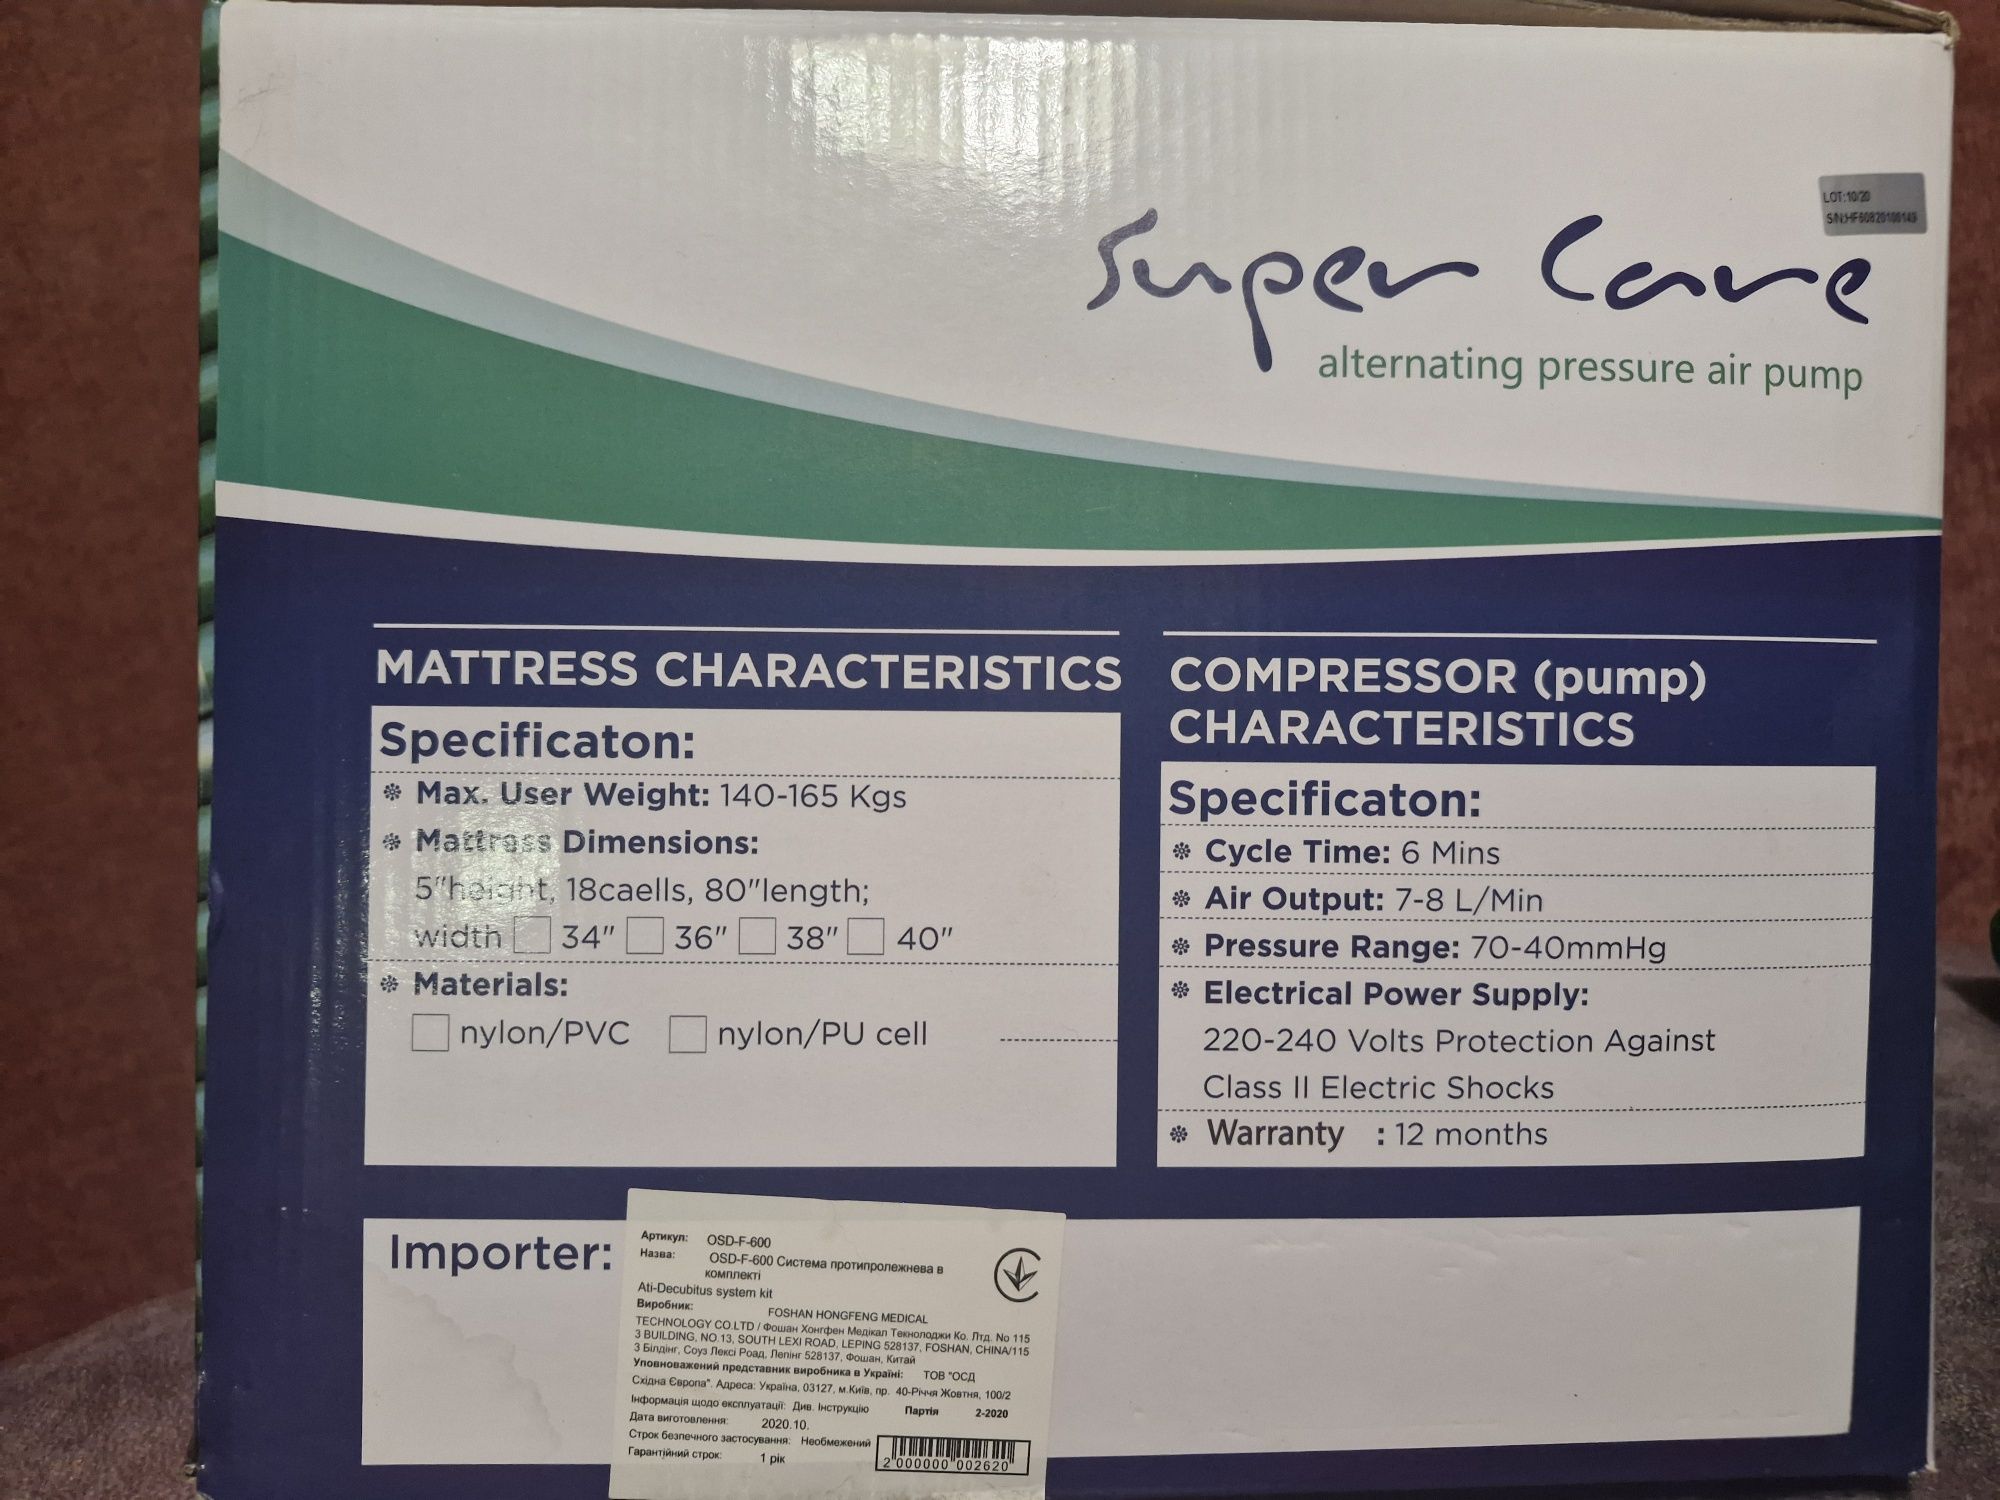 LOT:10/20
S/N:HF60820100149
Super Care
alternating pressure air pump
MATTRESS CHARACTERISTICS
Specificaton:
Max. User Weight: 140-165 Kgs
Mattress Dimensions:
5"height, 18caells, 80"length;
width 34" 36" 38" 40"
Materials:
nylon/PVC nylon/PU cell
COMPRESSOR (pump)
CHARACTERISTICS
Specificaton:
Cycle Time: 6 Mins
Air Output: 7-8 L/Min
Pressure Range: 70-40mmHg
Electrical Power Supply:
220-240 Volts Protection Against
Class II Electric Shocks
Warranty : 12 months
Importer:
Артикул: OSD-F-600
Назва: OSD-F-600 Система протипролежнева в
комплекті
Ati-Decubitus system kit
Виробник: FOSHAN HONGFENG MEDICAL
TECHNOLOGY CO.LTD / Фошан Хонгфен Медікал Текнолоджи Ко. Лтд. No 115
3 BUILDING, NO.13, SOUTH LEXI ROAD, LEPING 528137, FOSHAN, CHINA/115
3 Білдінг, Соуз Лексі Роад, Лепінг 528137, Фошан, Китай
Уповноважений представник виробника в Україні: ТОВ "ОСД
Східна Європа". Адреса: Україна, 03127, м.Київ, пр. 40-Річчя Жовтня, 100/2
Інформація щодо експлуатації: Див. Інструкцію Партія 2-2020
Дата виготовлення: 2020.10.
Строк безпечного застосування: Необмежений
Гарантійний строк: 1 рік
2 000000 002620